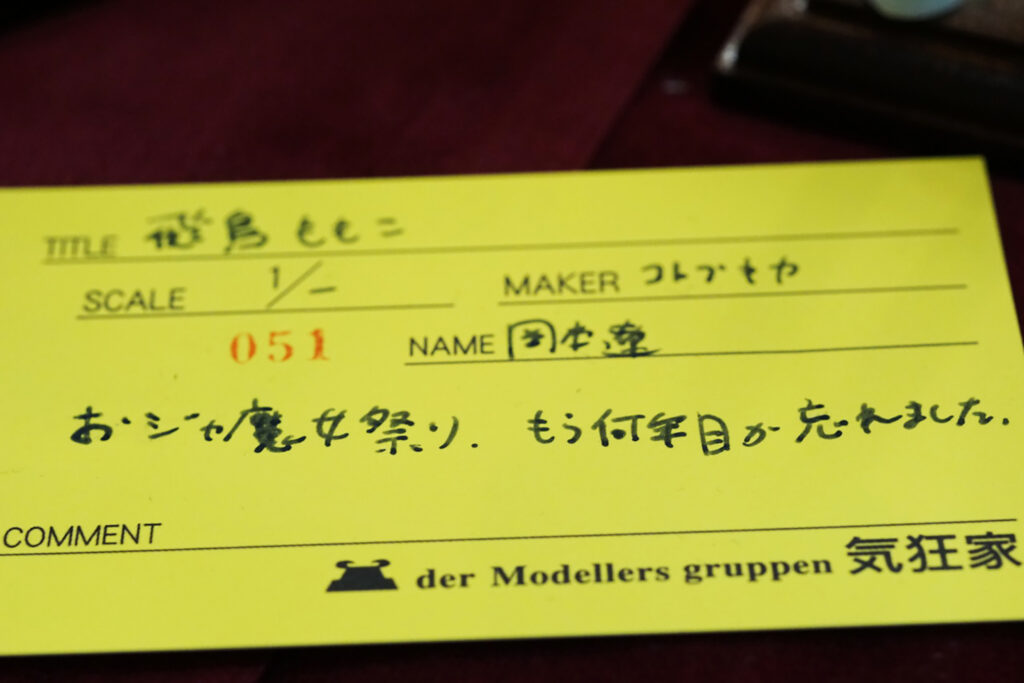 TITLE 飛鳥ももこ
SCALE 1/−
MAKER コトブキヤ
051
NAME 岡本遼
おジャ魔女祭り. もう何年目か忘れました.
COMMENT
der Modellers gruppen 気狂家